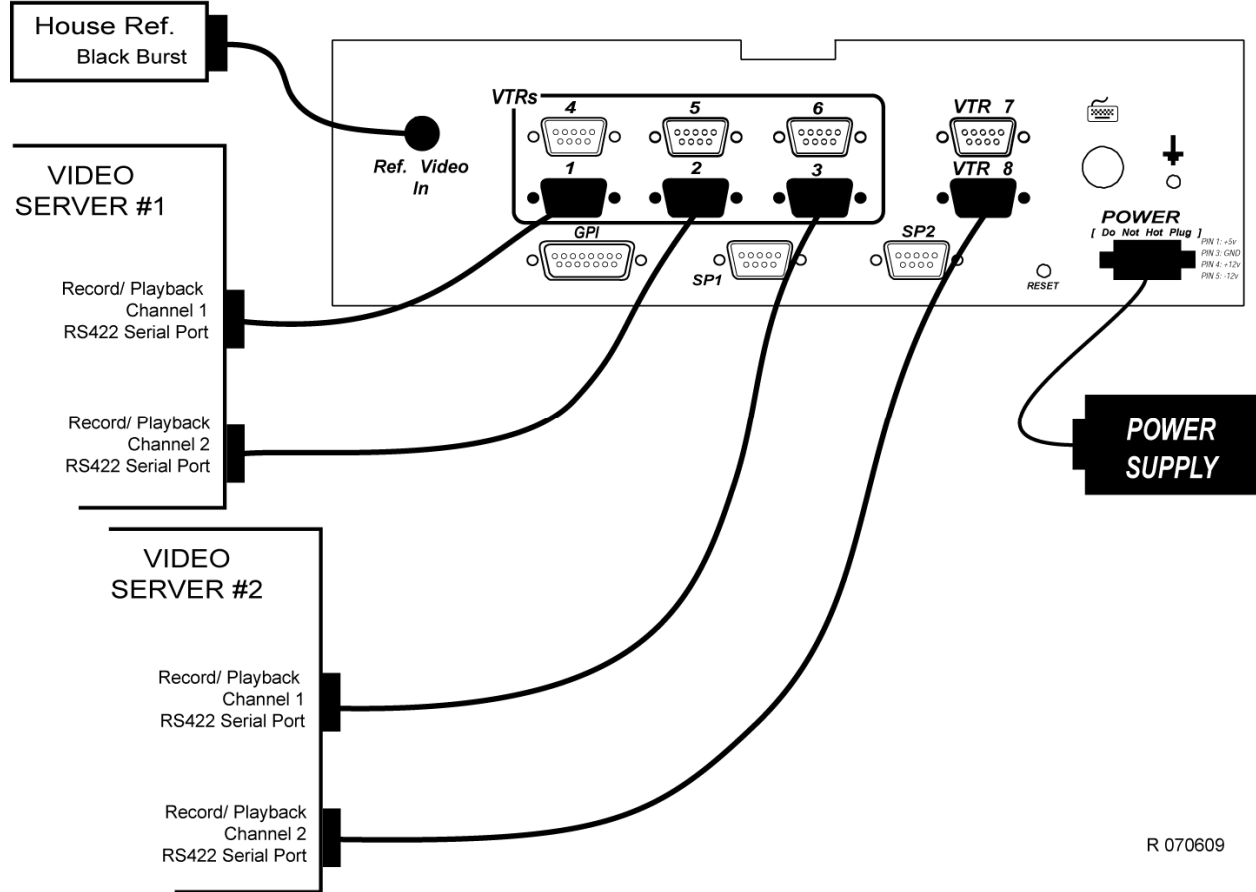 House Ref.
Black Burst
VTRs
4
5
6
VTR 7
Ref. Video
In
1
2
3
VTR 8
GPI
SP1
SP2
RESET
POWER
[ Do Not Hot Plug ]
PIN 1: +5v
PIN 3: GND
PIN 4: +12v
PIN 5: -12v
VIDEO
SERVER #1
Record/ Playback
Channel 1
RS422 Serial Port
Record/ Playback
Channel 2
RS422 Serial Port
POWER
SUPPLY
VIDEO
SERVER #2
Record/ Playback
Channel 1
RS422 Serial Port
Record/ Playback
Channel 2
RS422 Serial Port
R 070609